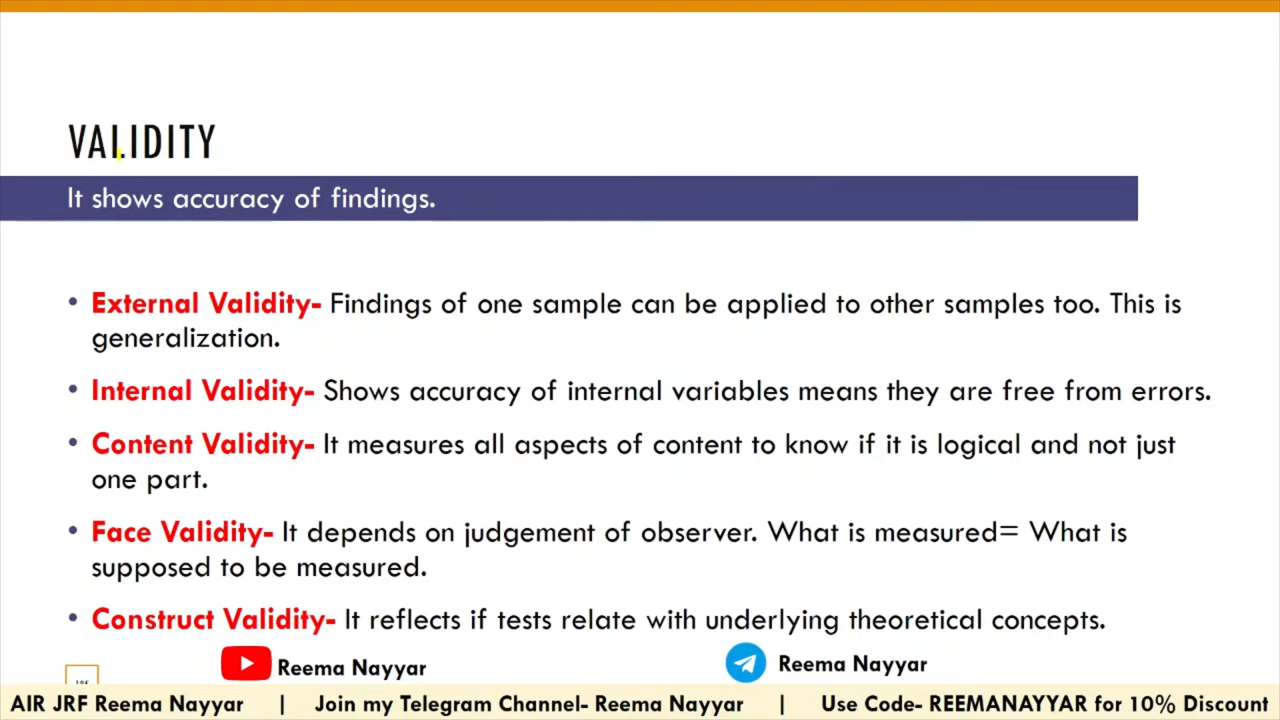 VALIDITY
It shows accuracy of findings.
• External Validity- Findings of one sample can be applied to other samples too. This is
generalization.
• Internal Validity- Shows accuracy of internal variables means they are free from errors.
• Content Validity- It measures all aspects of content to know if it is logical and not just
one part.
• Face Validity- It depends on judgement of observer. What is measured= What is
supposed to be measured.
• Construct Validity- It reflects if tests relate with underlying theoretical concepts.
Reema Nayyar
Reema Nayyar
AIR JRF Reema Nayyar | Join my Telegram Channel- Reema Nayyar | Use Code- REEMANAYYAR for 10% Discount